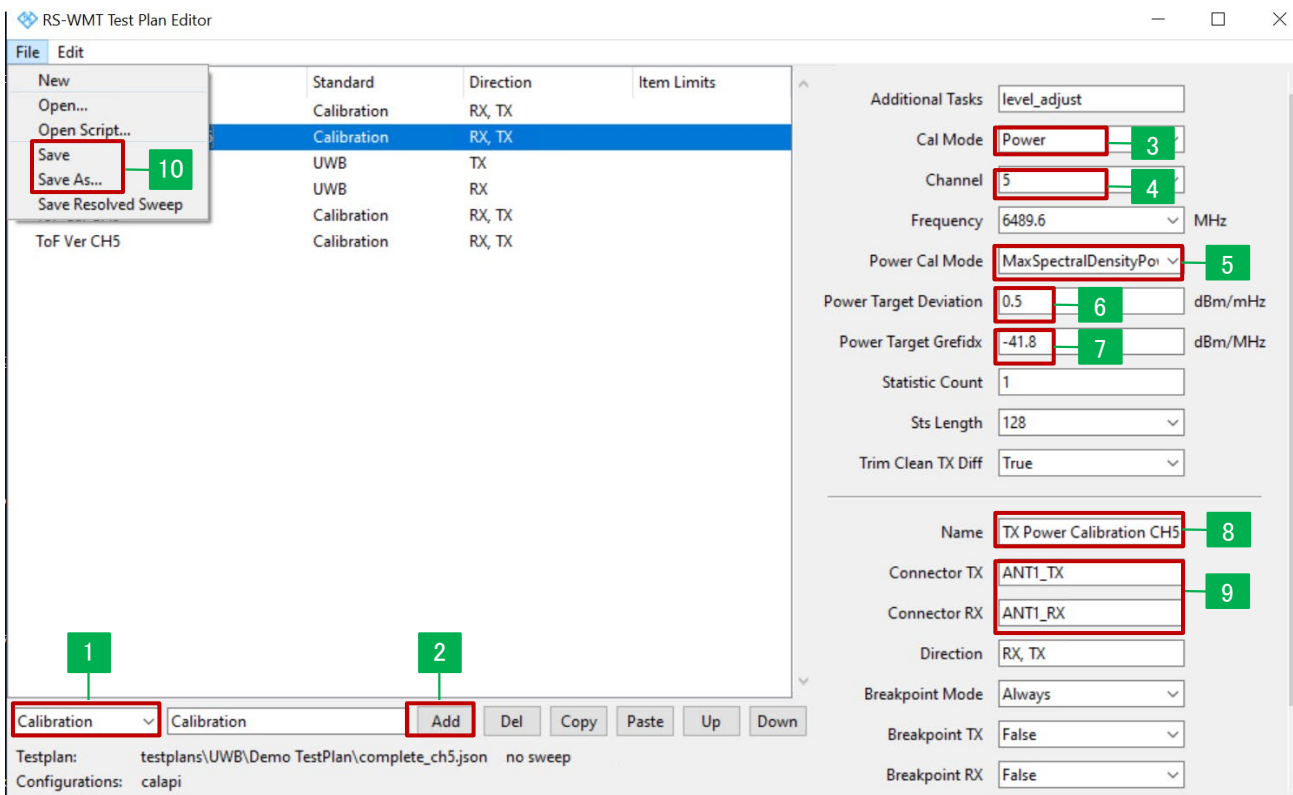 RS-WMT Test Plan Editor
File Edit
New
Open...
Open Script...
Save
Save As...
10
Save Resolved Sweep
Standard Direction Item Limits
Calibration RX, TX
Calibration RX, TX
UWB TX
UWB RX
Calibration RX, TX
ToF Ver CH5 Calibration RX, TX
1
2
Calibration Calibration Add Del Copy Paste Up Down
Testplan: testplans\UWB\Demo TestPlan\complete_ch5.json no sweep
Configurations: calapi
Additional Tasks level_adjust
Cal Mode Power 3
Channel 5 4
Frequency 6489.6 MHz
Power Cal Mode MaxSpectralDensityPo 5
Power Target Deviation 0.5 6 dBm/mHz
Power Target Grefidx -41.8 7 dBm/MHz
Statistic Count 1
Sts Length 128
Trim Clean TX Diff True
Name TX Power Calibration CH5 8
Connector TX ANT1_TX
9
Connector RX ANT1_RX
Direction RX, TX
Breakpoint Mode Always
Breakpoint TX False
Breakpoint RX False